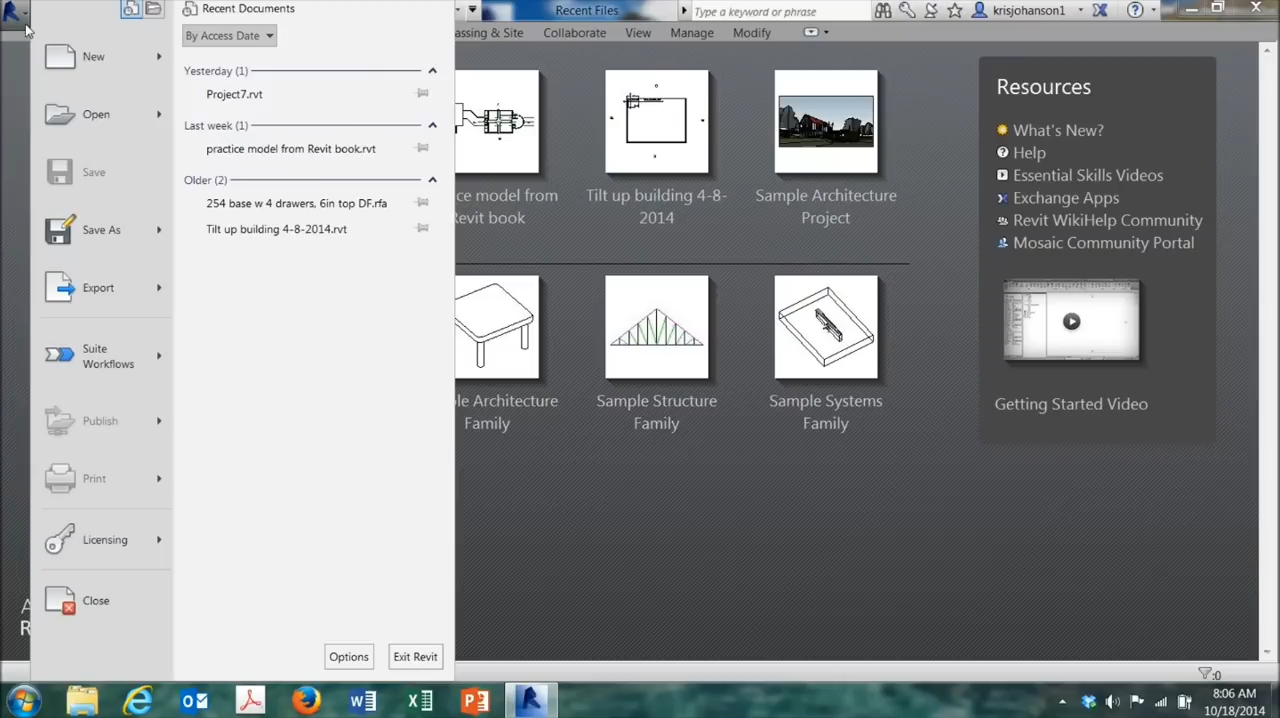 Recent Documents
By Access Date
Yesterday (1)
Project7.rvt
Last week (1)
practice model from Revit book.rvt
Older (2)
254 base w 4 drawers, 6in top DF.rfa
Tilt up building 4-8-2014.rvt
New
Open
Save
Save As
Export
Suite
Workflows
Publish
Print
Licensing
Close
Options
Exit Revit
Recent Files
Type a keyword or phrase
krisjohanson1
assing & Site
Collaborate
View
Manage
Modify
ce model from
Revit book
Tilt up building 4-8-
2014
Sample Architecture
Project
le Architecture
Family
Sample Structure
Family
Sample Systems
Family
Resources
What's New?
Help
Essential Skills Videos
Exchange Apps
Revit WikiHelp Community
Mosaic Community Portal
Getting Started Video
A
R
:0
8:06 AM
10/18/2014